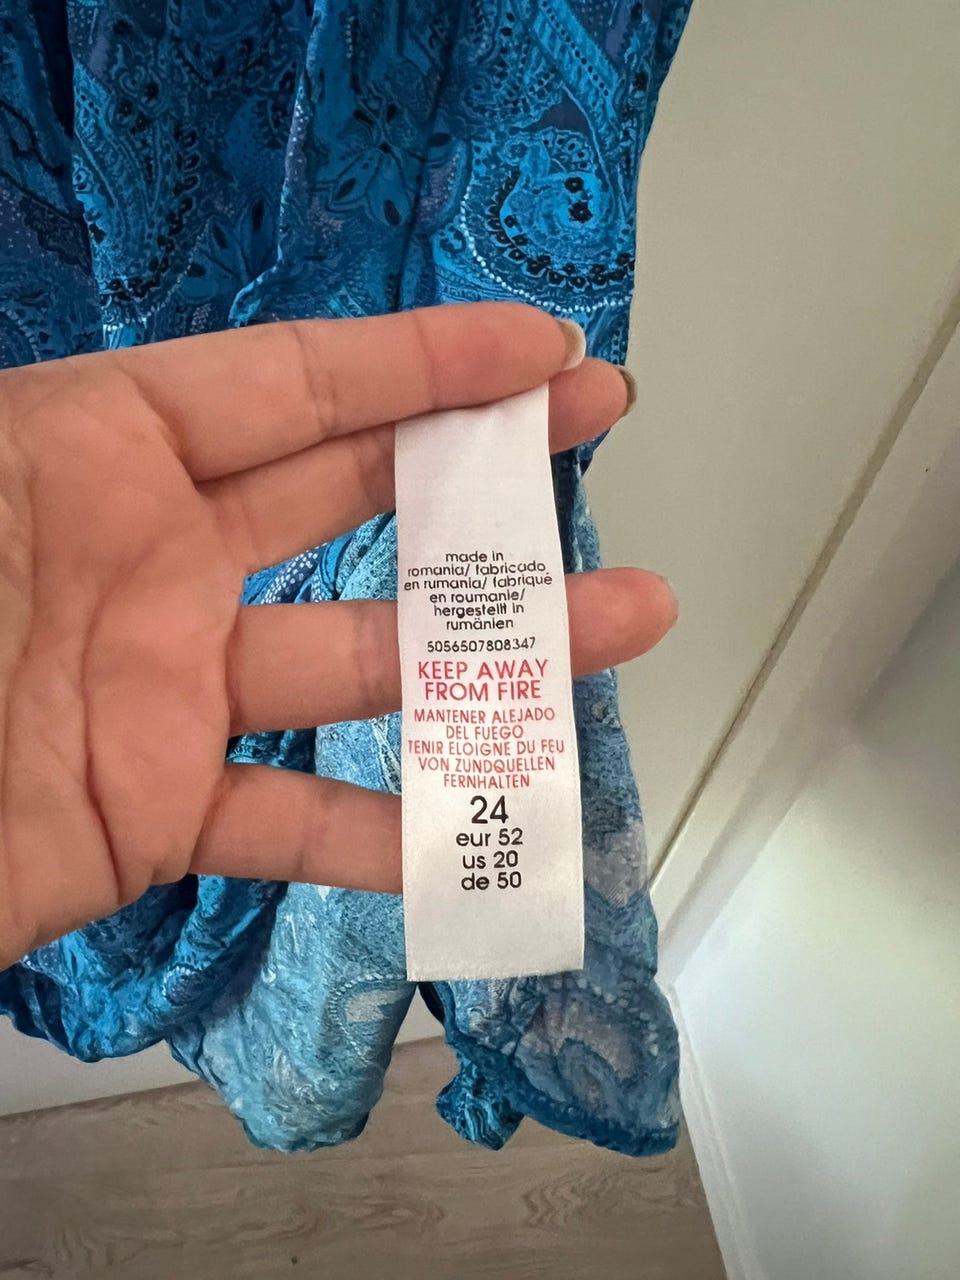 made in
romania/ fabricado
en rumania/ fabriqué
en roumanie/
hergestellt in
rumänien
5056507808347
KEEP AWAY
FROM FIRE
MANTENER ALEJADO
DEL FUEGO
TENIR ELOIGNE DU FEU
VON ZUNDQUELLEN
FERNHALTEN
24
eur 52
us 20
de 50